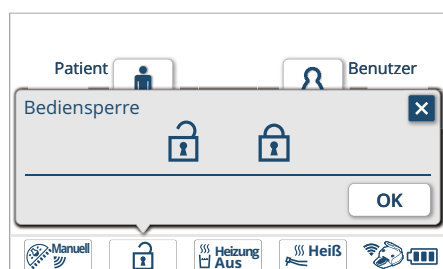 Patient
Benutzer
Bediensperre
OK
Manuell
Heizung
Aus
Heiß